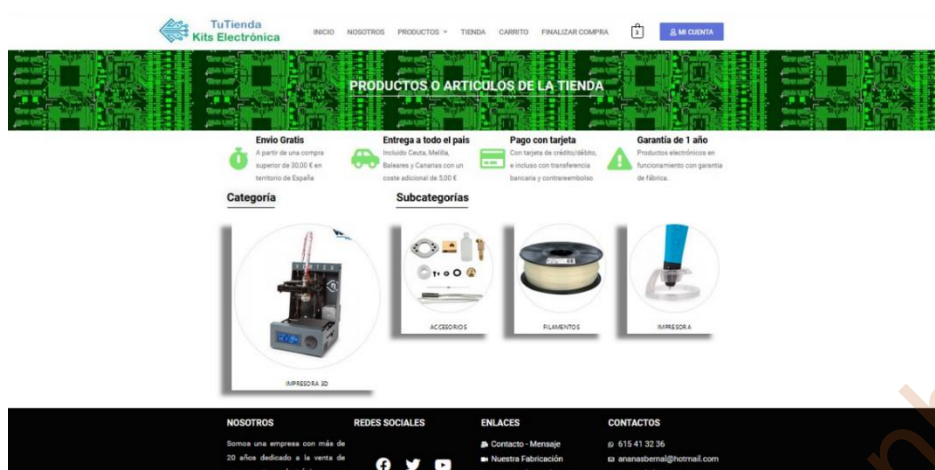 TuTienda
Kits Electrónica
INICIO NOSOTROS PRODUCTOS TIENDA CARRITO FINALIZAR COMPRA MI CUENTA
PRODUCTOS O ARTICULOS DE LA TIENDA
Envio Gratis
A partir de una compra
superior de 30,00 € en
territorio de España
Entrega a todo el pais
Incluido Ceuta, Melilla,
Baleares y Canarias con un
coste adicional de 5,00 €
Pago con tarjeta
Con tarjeta de crédito/débito,
e incluso con transferencia
bancaria y contrareembolso
Garantía de 1 año
Productos electrónicos en
funcionamiento con garantia
de fábrica.
Categoría
Subcategorías
IMPRESORA 3D
ACCESORIOS
FILAMENTOS
IMPRESORA
NOSOTROS
Somos una empresa con más de
20 años dedicado a la venta de
REDES SOCIALES
ENLACES
Contacto - Mensaje
Nuestra Fabricación
CONTACTOS
615 41 32 36
ananasbernal@hotmail.com